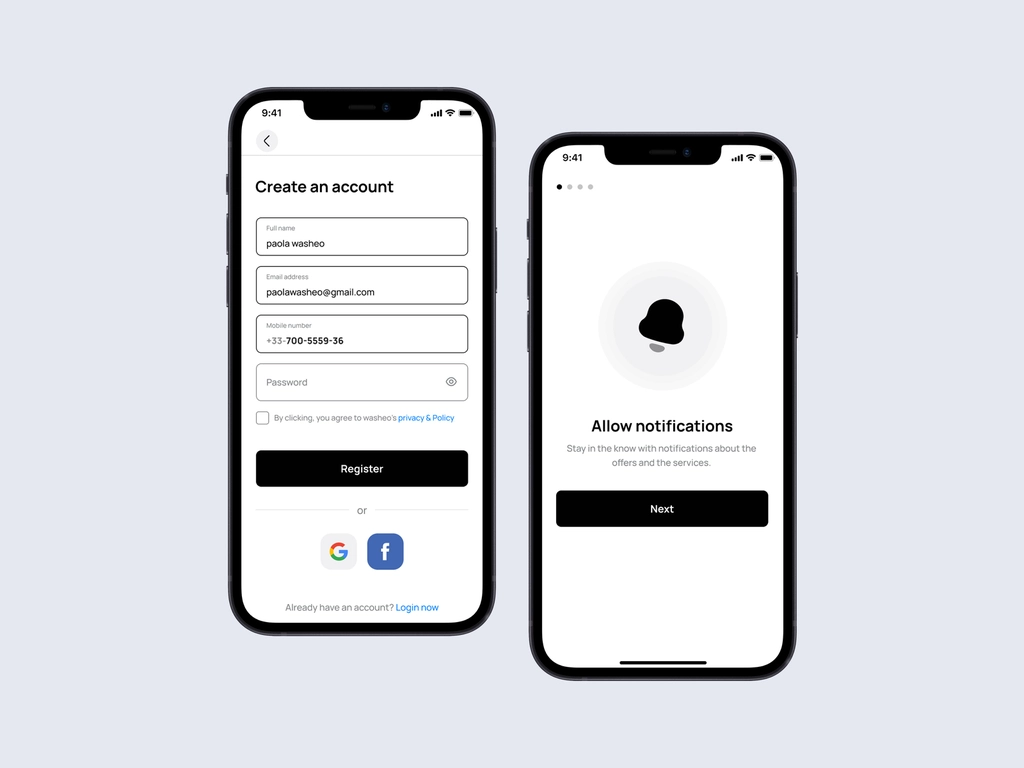 9:41
Create an account
Full name
paola washeo
Email address
paolawasheo@gmail.com
Mobile number
+33-700-5559-36
Password
By clicking, you agree to washeo's privacy & Policy
Register
or
Already have an account? Login now
9:41
Allow notifications
Stay in the know with notifications about the
offers and the services.
Next